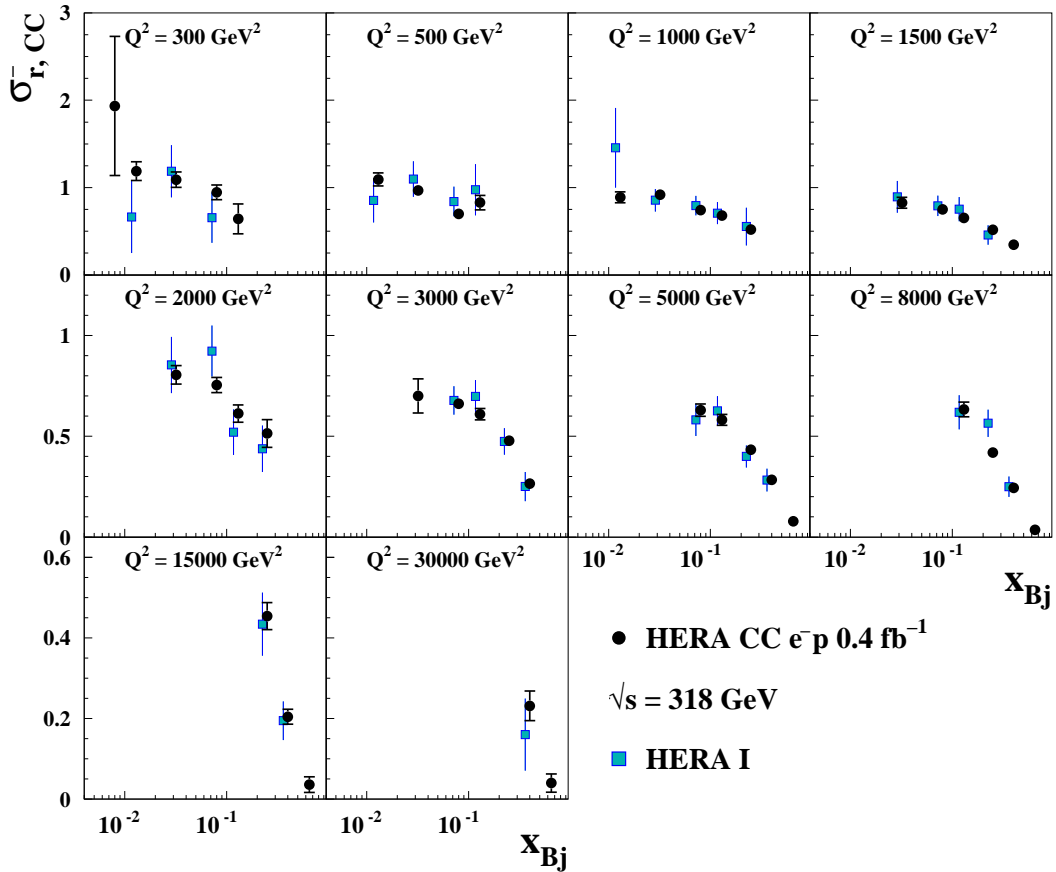 σ⁻r, CC
3
2
1
0
Q² = 300 GeV²
Q² = 500 GeV²
Q² = 1000 GeV²
Q² = 1500 GeV²
1
0.5
0
Q² = 2000 GeV²
Q² = 3000 GeV²
Q² = 5000 GeV²
Q² = 8000 GeV²
10⁻² 10⁻¹
10⁻² 10⁻¹
xBj
0.6
0.4
0.2
0
Q² = 15000 GeV²
Q² = 30000 GeV²
10⁻² 10⁻¹
10⁻² 10⁻¹
xBj
HERA CC e⁻p 0.4 fb⁻¹
√s = 318 GeV
HERA I